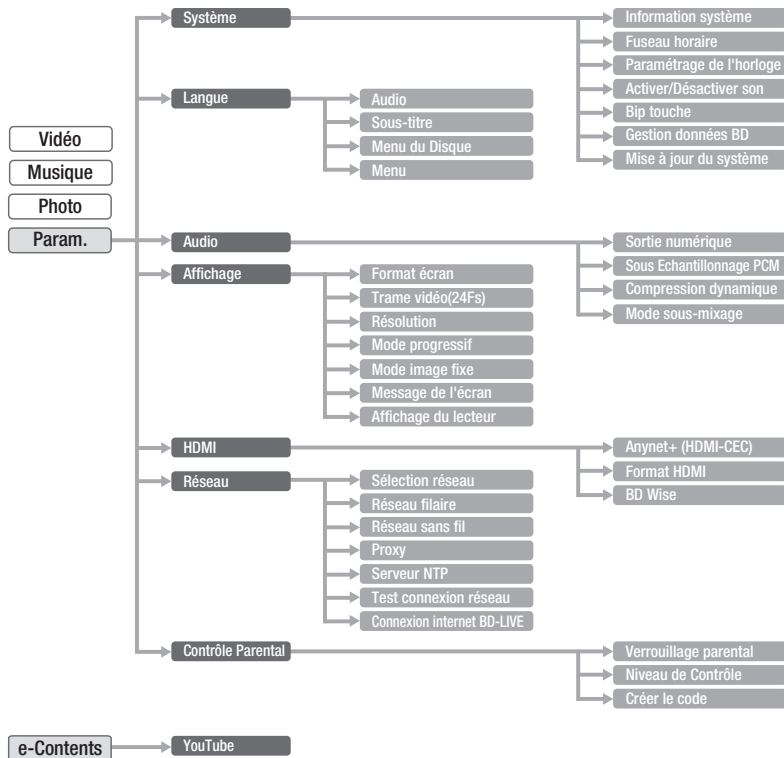 Vidéo
Musique
Photo
Param.
Système
Information système
Fuseau horaire
Paramétrage de l'horloge
Activer/Désactiver son
Bip touche
Gestion données BD
Mise à jour du système
Langue
Audio
Sous-titre
Menu du Disque
Menu
Audio
Sortie numérique
Sous Echantillonnage PCM
Compression dynamique
Mode sous-mixage
Affichage
Format écran
Trame vidéo(24Fs)
Résolution
Mode progressif
Mode image fixe
Message de l'écran
Affichage du lecteur
HDMI
Anynet+ (HDMI-CEC)
Format HDMI
BD Wise
Réseau
Sélection réseau
Réseau filaire
Réseau sans fil
Proxy
Serveur NTP
Test connexion réseau
Connexion internet BD-LIVE
Contrôle Parental
Verrouillage parental
Niveau de Contrôle
Créer le code
e-Contents
YouTube